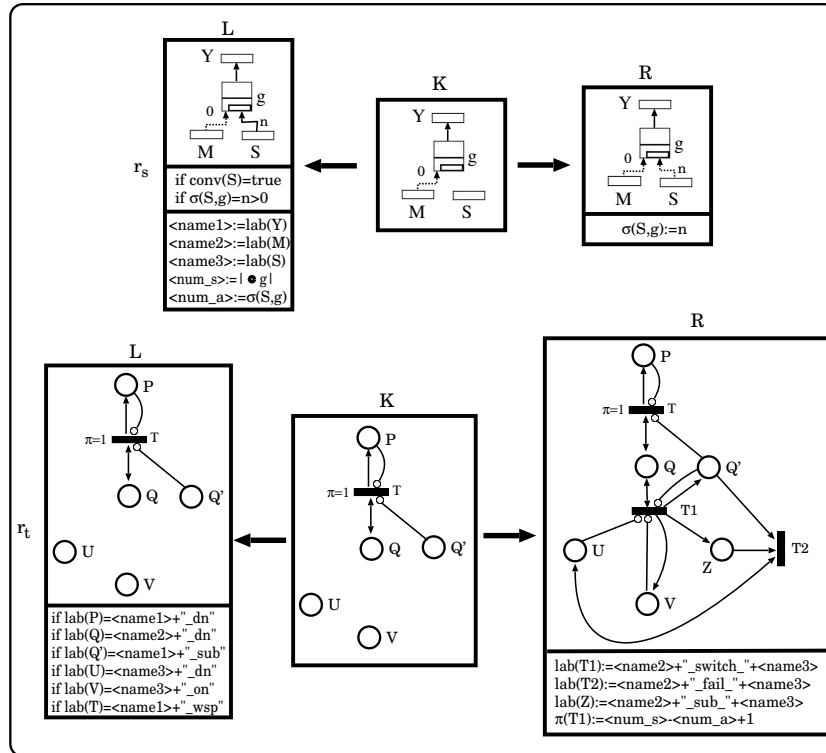 L
Y
g
0
n
M
S
if conv(S)=true
if σ(S,g)=n>0
<name1>:=lab(Y)
<name2>:=lab(M)
<name3>:=lab(S)
<num_s>:=| • g|
<num_a>:=σ(S,g)
r_s
K
Y
g
0
M
S
R
Y
g
0
n
M
S
σ(S,g):=n
r_t
L
P
π=1
T
Q
Q'
U
V
if lab(P)=<name1>+"_dn"
if lab(Q)=<name2>+"_dn"
if lab(Q')=<name1>+"_sub"
if lab(U)=<name3>+"_dn"
if lab(V)=<name3>+"_on"
if lab(T)=<name1>+"_wsp"
K
P
π=1
T
Q
Q'
U
V
R
P
π=1
T
Q
Q'
T1
U
Z
T2
V
lab(T1):=<name2>+"_switch_"+<name3>
lab(T2):=<name2>+"_fail_"+<name3>
lab(Z):=<name2>+"_sub_"+<name3>
π(T1):=<num_s>-<num_a>+1